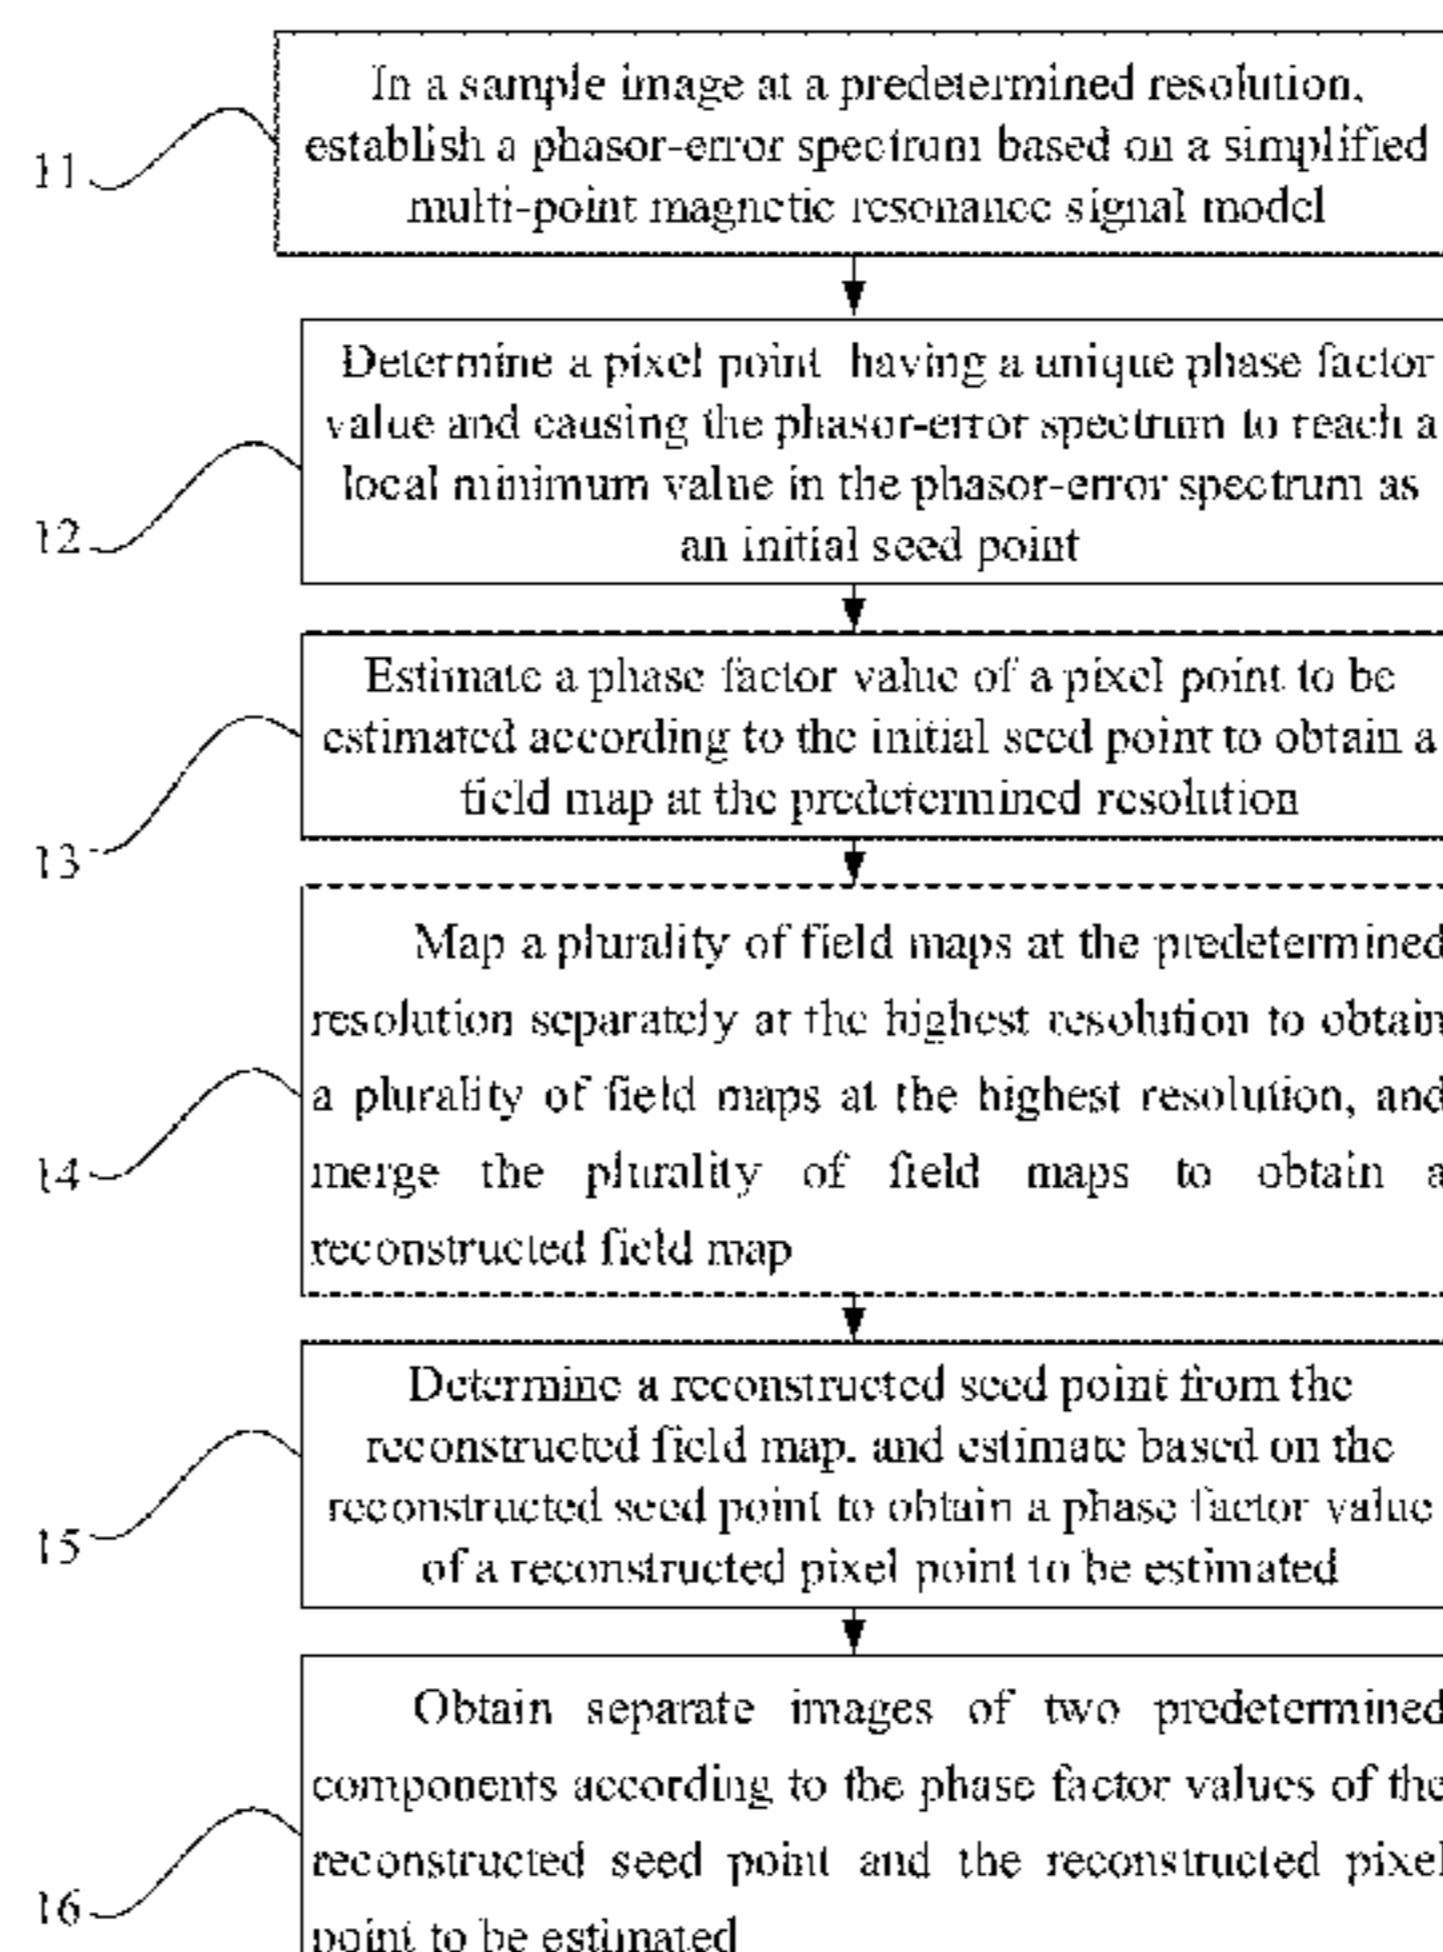 In a sample image at a predetermined resolution,
establish a phasor-error spectrum based on a simplified
multi-point magnetic resonance signal model
11
Determine a pixel point having a unique phase factor
value and causing the phasor-error spectrum to reach a
local minimum value in the phasor-error spectrum as
an initial seed point
12
Estimate a phase factor value of a pixel point to be
estimated according to the initial seed point to obtain a
field map at the predetermined resolution
13
Map a plurality of field maps at the predetermined
resolution separately at the highest resolution to obtain
a plurality of field maps at the highest resolution, and
merge the plurality of field maps to obtain a
reconstructed field map
14
Determine a reconstructed seed point from the
reconstructed field map, and estimate based on the
reconstructed seed point to obtain a phase factor value
of a reconstructed pixel point to be estimated
15
Obtain separate images of two predetermined
components according to the phase factor values of the
reconstructed seed point and the reconstructed pixel
point to be estimated
16